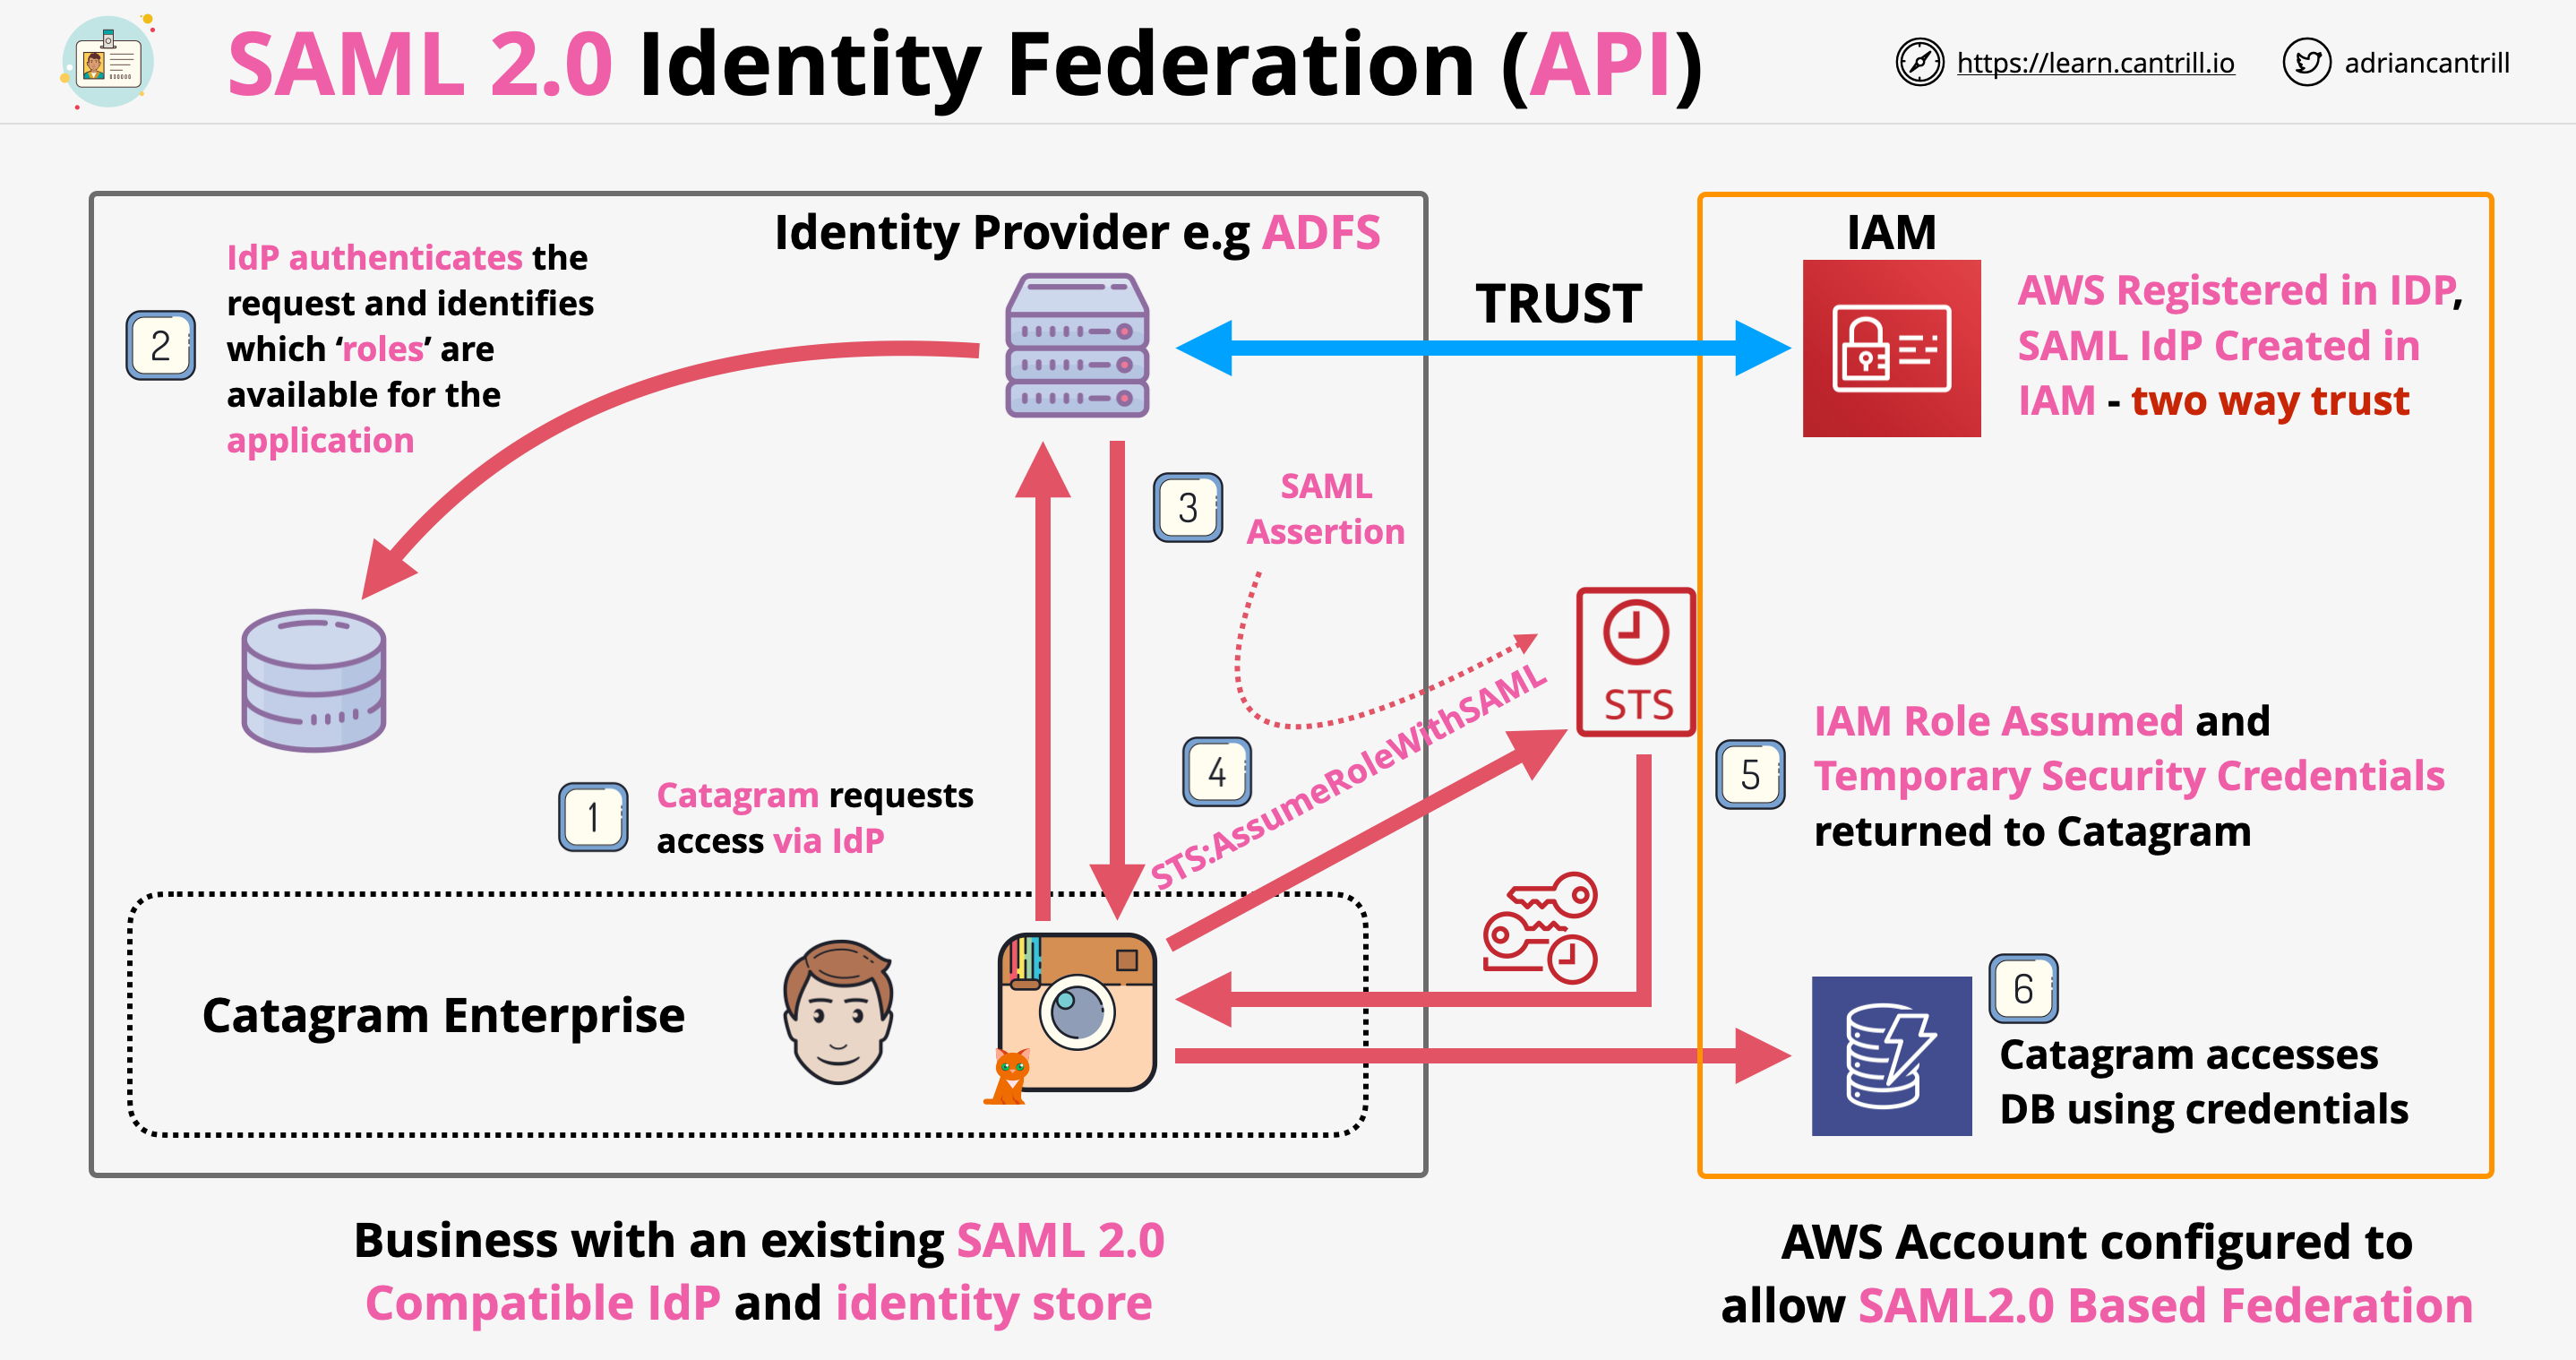 SAML 2.0 Identity Federation (API)
https://learn.cantrill.io
adriancantrill
Identity Provider e.g ADFS
2
IdP authenticates the
request and identifies
which ‘roles’ are
available for the
application
TRUST
IAM
AWS Registered in IDP,
SAML IdP Created in
IAM - two way trust
3
SAML
Assertion
STS
1
Catagram requests
access via IdP
4
STS:AssumeRoleWithSAML
5
IAM Role Assumed and
Temporary Security Credentials
returned to Catagram
Catagram Enterprise
6
Catagram accesses
DB using credentials
Business with an existing SAML 2.0
Compatible IdP and identity store
AWS Account configured to
allow SAML2.0 Based Federation